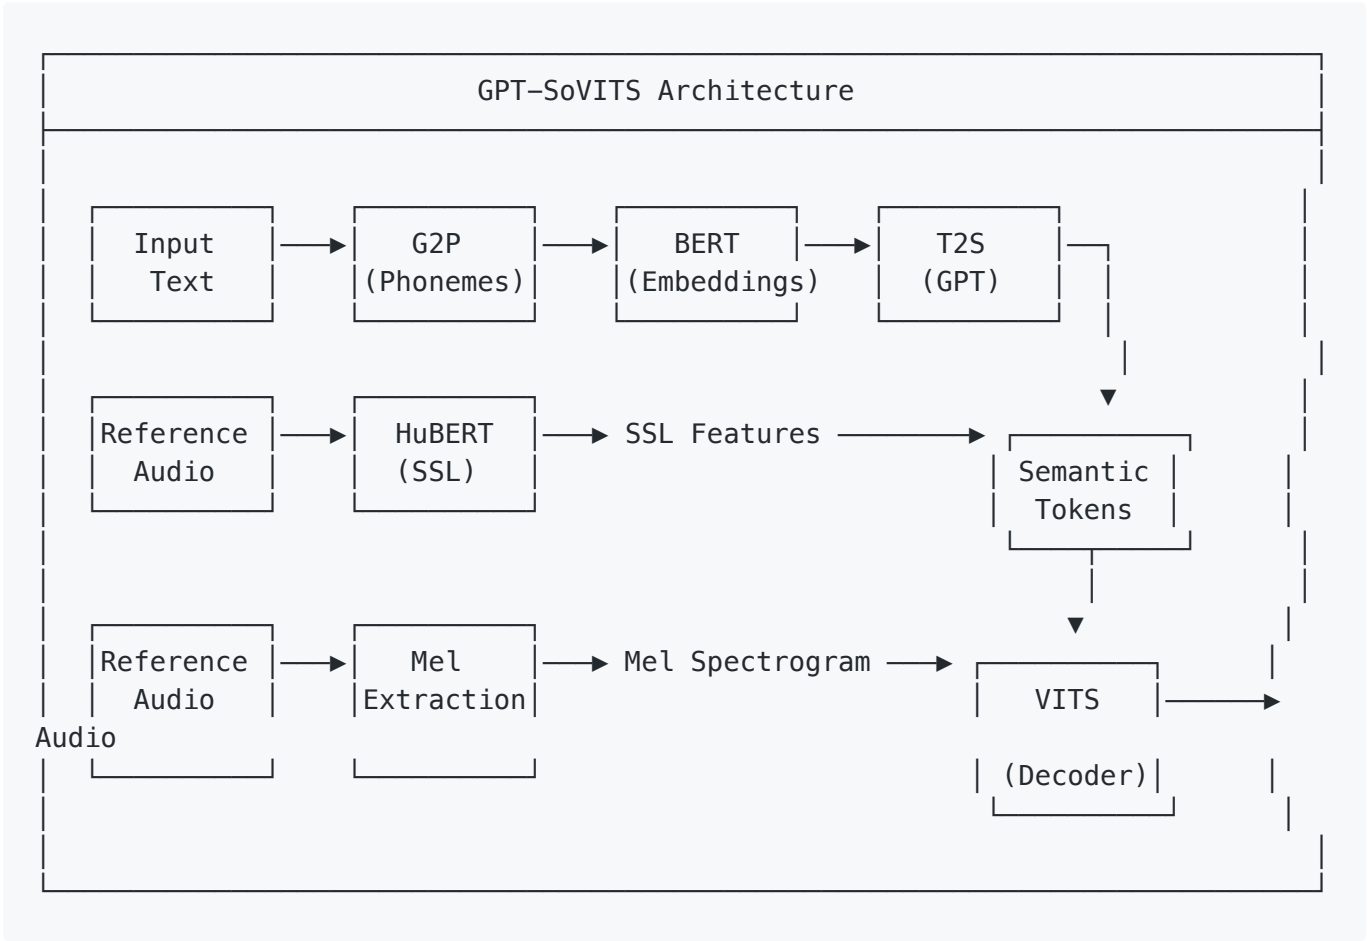 GPT-SoVITS Architecture
Input G2P BERT T2S
Text (Phonemes) (Embeddings) (GPT)
Reference HuBERT SSL Features
Audio (SSL) Semantic
Tokens
Reference Mel Mel Spectrogram
Audio Extraction VITS
Audio
(Decoder)